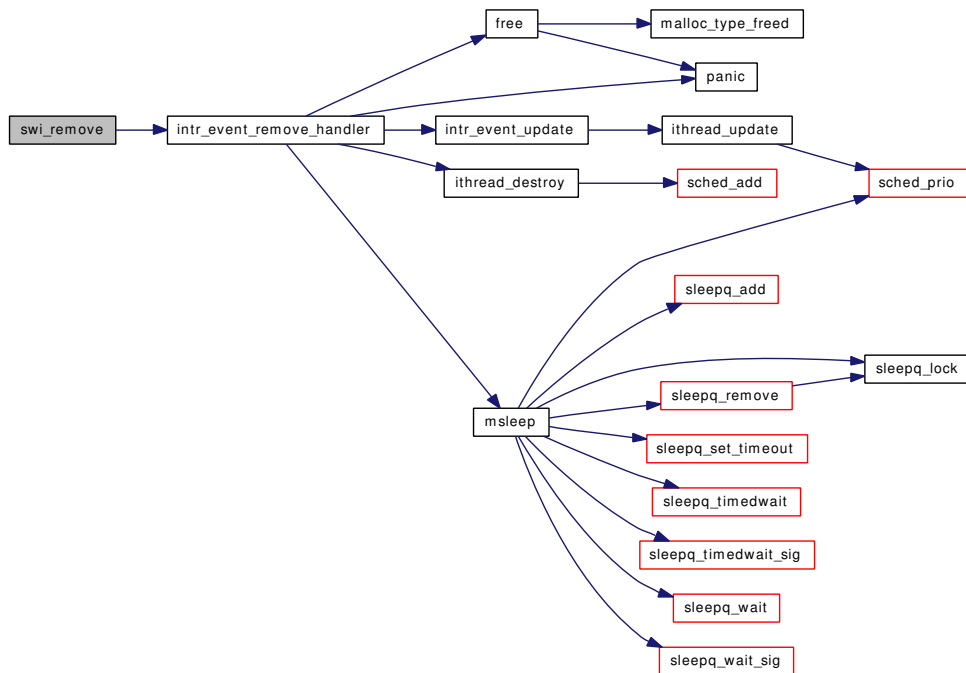 free
malloc_type_freed
panic
swi_remove
intr_event_remove_handler
intr_event_update
ithread_update
ithread_destroy
sched_add
sched_prio
sleepq_add
sleepq_lock
sleepq_remove
msleep
sleepq_set_timeout
sleepq_timedwait
sleepq_timedwait_sig
sleepq_wait
sleepq_wait_sig